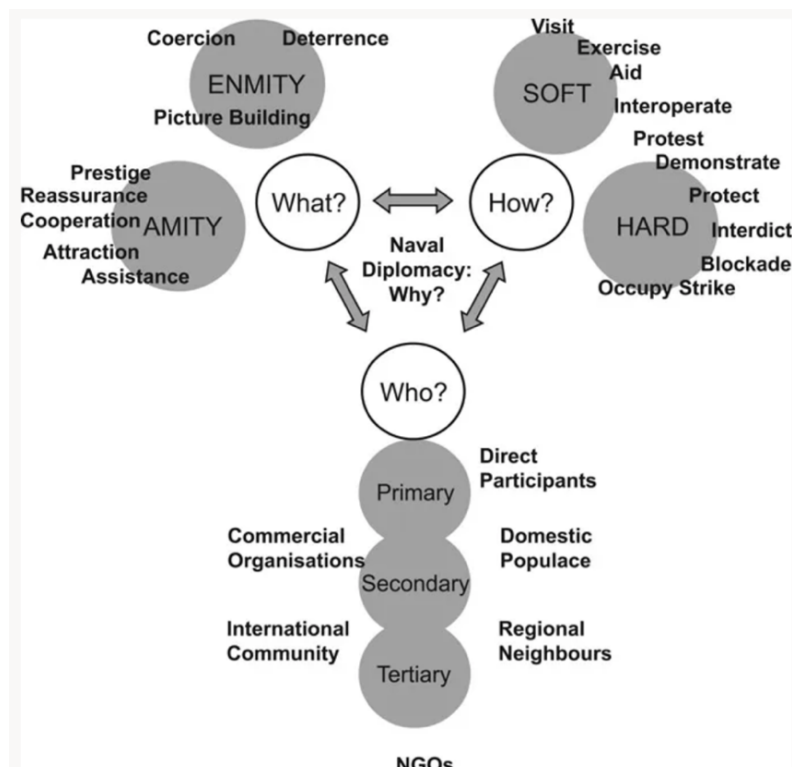 Coercion
Deterrence
ENMITY
Picture Building
Visit
Exercise
Aid
SOFT
Interoperate
Protest
Demonstrate
Protect
HARD
Interdict
Blockade
Occupy Strike
Prestige
Reassurance
Cooperation
AMITY
Attraction
Assistance
What?
How?
Naval
Diplomacy:
Why?
Who?
Primary
Direct
Participants
Commercial
Organisations
Secondary
Domestic
Populace
International
Community
Tertiary
Regional
Neighbours
NGOs